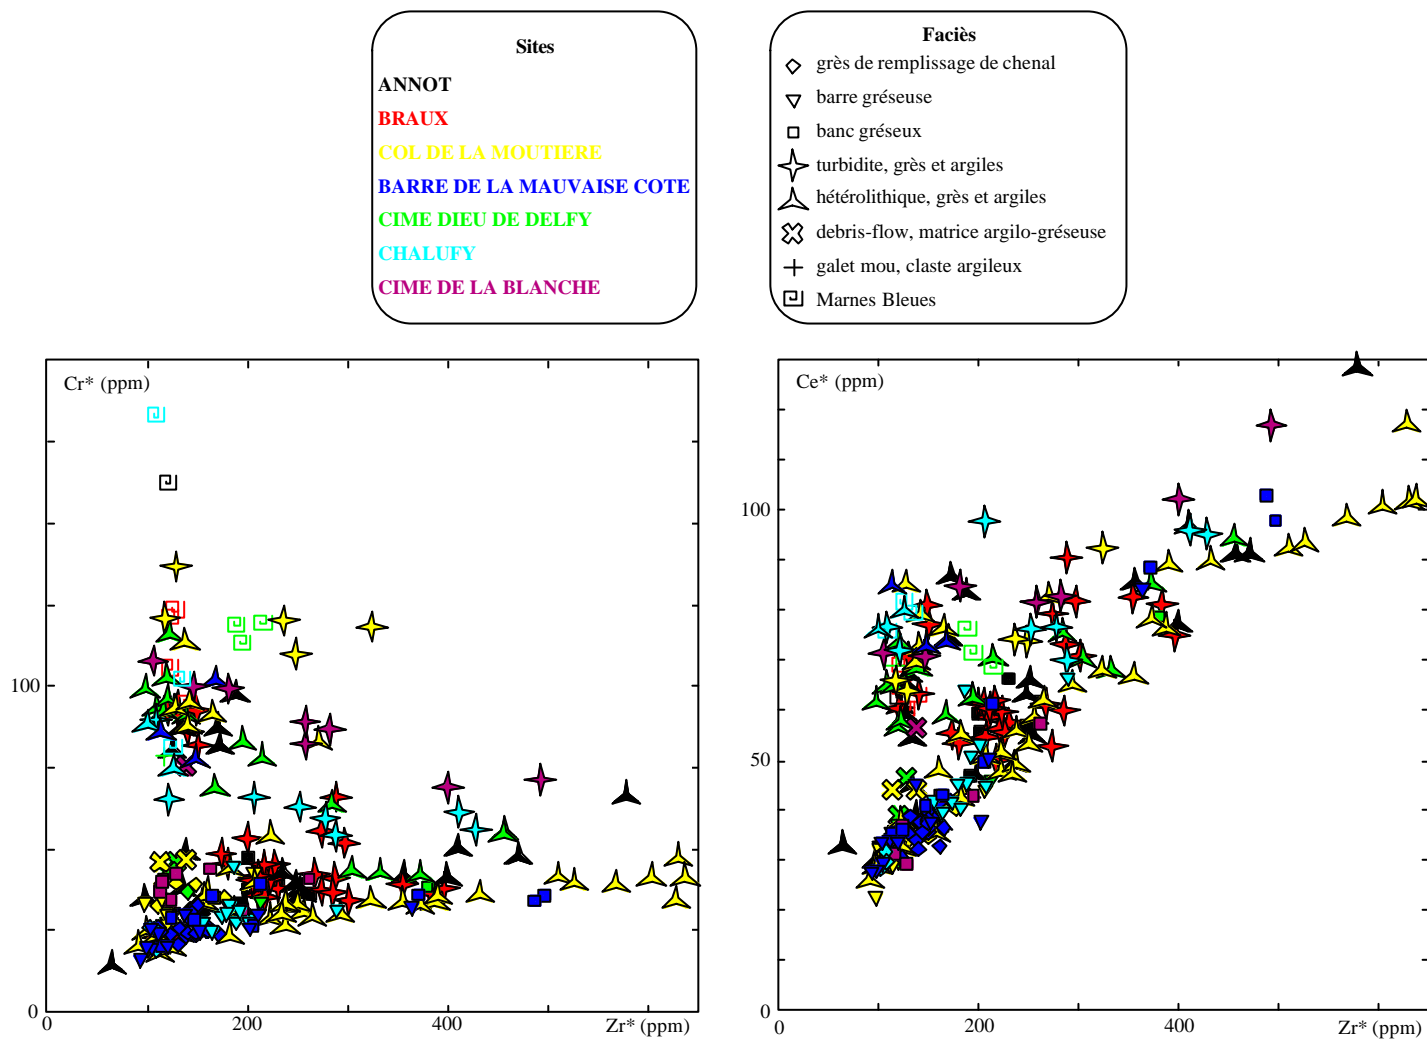 Sites
ANNOT
BRAUX
COL DE LA MOUTIERE
BARRE DE LA MAUVAISE COTE
CIME DIEU DE DELFY
CHALUFY
CIME DE LA BLANCHE
Faciès
grès de remplissage de chenal
barre gréseuse
banc gréseux
turbidite, grès et argiles
hétérolithique, grès et argiles
debris-flow, matrice argilo-gréseuse
galet mou, claste argileux
Marnes Bleues
Cr* (ppm)
100
0
0
200
400
Zr* (ppm)
Ce* (ppm)
100
50
0
0
200
400
Zr* (ppm)